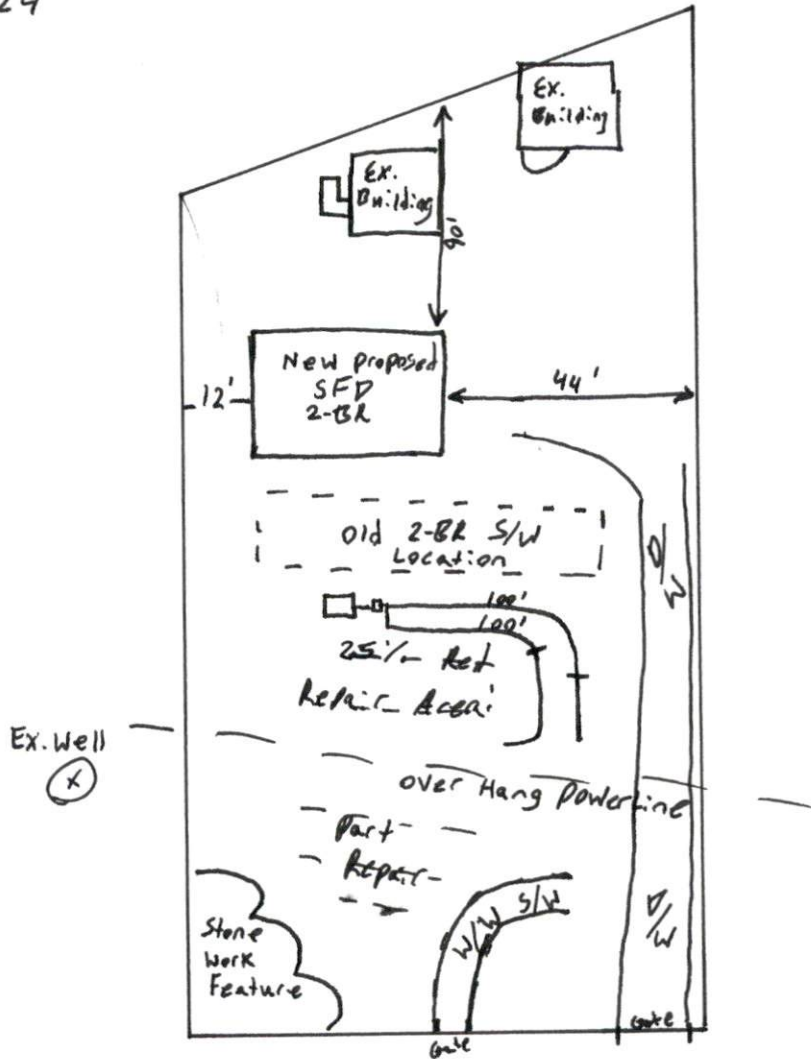 24
Ex.
Building
Ex.
Building
90'
New proposed
SFD
2-BR
12'
44'
Old 2-BR S/W
Location
D/W
100'
100'
25%
Repair Area
Ex. Well
X
Over Hang Powerline
Part
Repair
S/W
W/W
D/W
Stone
Work
Feature
Gate
Gate